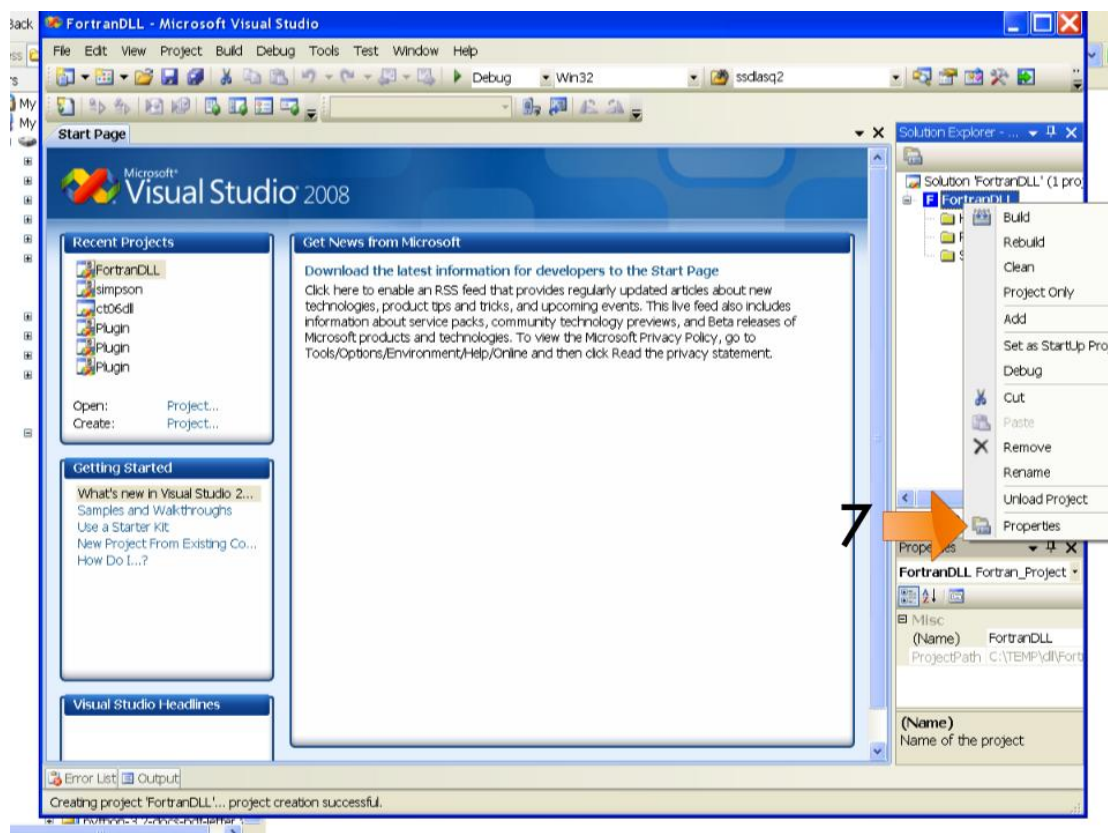 Back
FortranDLL - Microsoft Visual Studio
File Edit View Project Build Debug Tools Test Window Help
Debug Win32 ssdlasq2
My
My
Start Page
Solution Explorer - ...
Microsoft
Visual Studio 2008
Solution 'FortranDLL' (1 proj
FortranDLL
Recent Projects
FortranDLL
simpson
ct06dll
Plugin
Plugin
Plugin
Open: Project...
Create: Project...
Get News from Microsoft
Download the latest information for developers to the Start Page
Click here to enable an RSS feed that provides regularly updated articles about new
technologies, product tips and tricks, and upcoming events. This live feed also includes
information about service packs, community technology previews, and Beta releases of
Microsoft products and technologies. To view the Microsoft Privacy Policy, go to
Tools/Options/Environment/Help/Online and then click Read the privacy statement.
Build
Rebuild
Clean
Project Only
Add
Set as StartUp Pro
Debug
Cut
Paste
Remove
Rename
Unload Project
Properties
7
Getting Started
What's new in Visual Studio 2...
Samples and Walkthroughs
Use a Starter Kit
New Project From Existing Co...
How Do I...?
Visual Studio Headlines
Properties
FortranDLL Fortran_Project
Misc
(Name) FortranDLL
ProjectPath C:\TEMP\dll\Fort
(Name)
Name of the project
Error List Output
Creating project 'FortranDLL'... project creation successful.
python-3.2-docs-pdf-letter